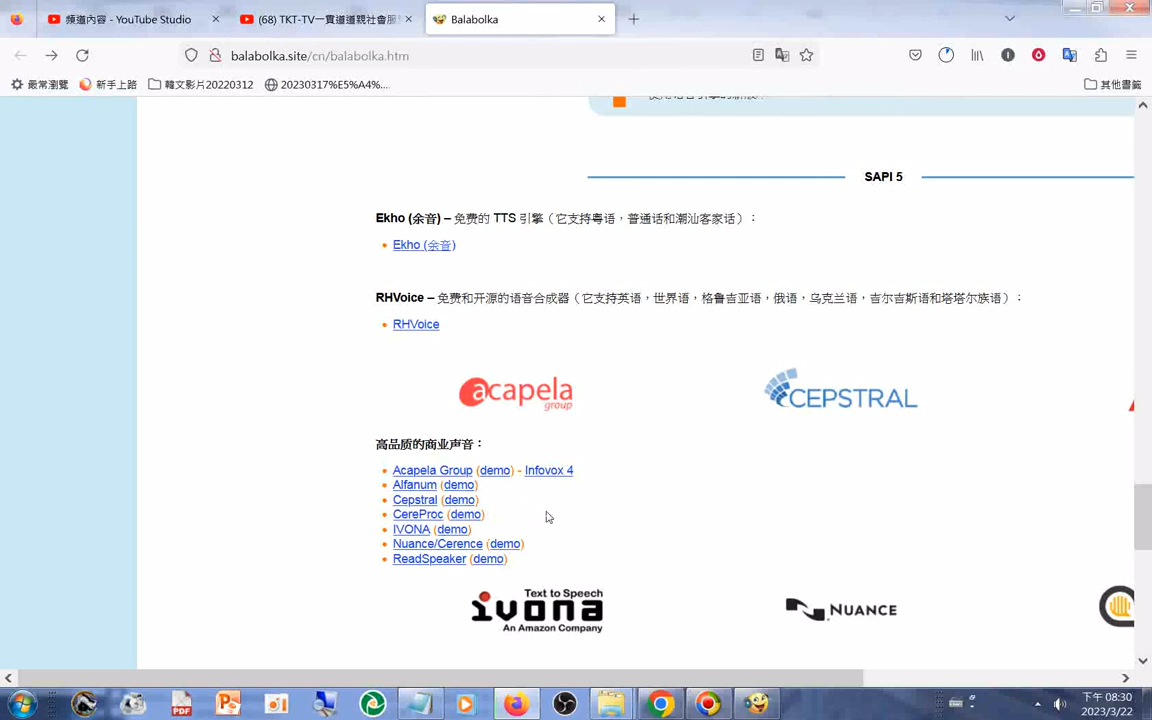 頻道內容 - YouTube Studio
(68) TKT-TV一貫道道親社會服
Balabolka
balabolka.site/cn/balabolka.htm
最常瀏覽
新手上路
韓文影片20220312
20230317%E5%A4%...
其他書籤
SAPI 5
Ekho (余音) – 免费的 TTS 引擎（它支持粤语，普通话和潮汕客家话）：
Ekho (余音)
RHVoice – 免费和开源的语音合成器（它支持英语，世界语，格鲁吉亚语，俄语，乌克兰语，吉尔吉斯语和塔塔尔族语）：
RHVoice
acapela
group
CEPSTRAL
高品质的商业声音：
Acapela Group (demo) - Infovox 4
Alfanum (demo)
Cepstral (demo)
CereProc (demo)
IVONA (demo)
Nuance/Cerence (demo)
ReadSpeaker (demo)
Text to Speech
ivona
An Amazon Company
NUANCE
PDF
下午 08:30
2023/3/22